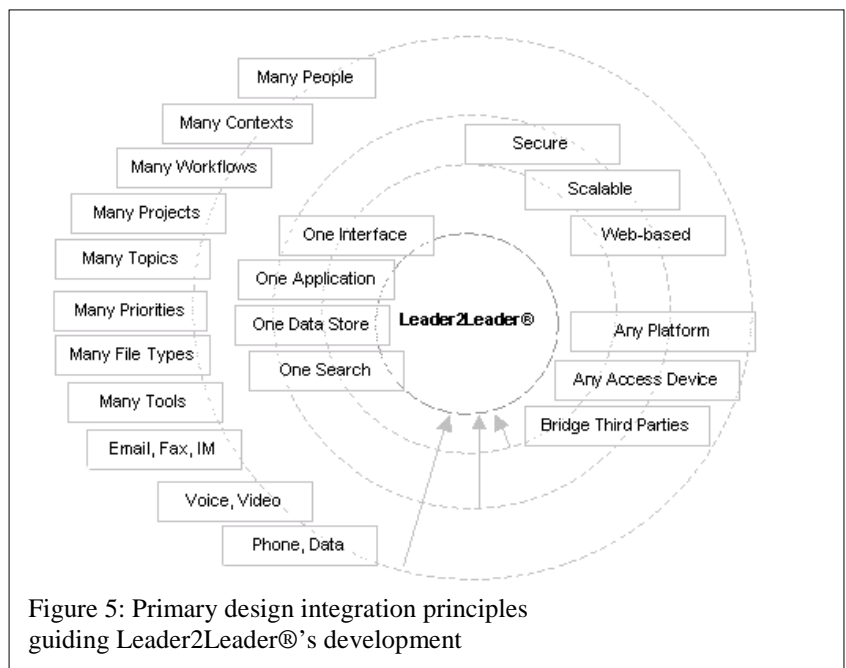 Many People
Many Contexts
Many Workflows
Many Projects
Many Topics
Many Priorities
Many File Types
Many Tools
Email, Fax, IM
Voice, Video
Phone, Data
One Interface
One Application
One Data Store
One Search
Leader2Leader®
Secure
Scalable
Web-based
Any Platform
Any Access Device
Bridge Third Parties
Figure 5: Primary design integration principles
guiding Leader2Leader®’s development